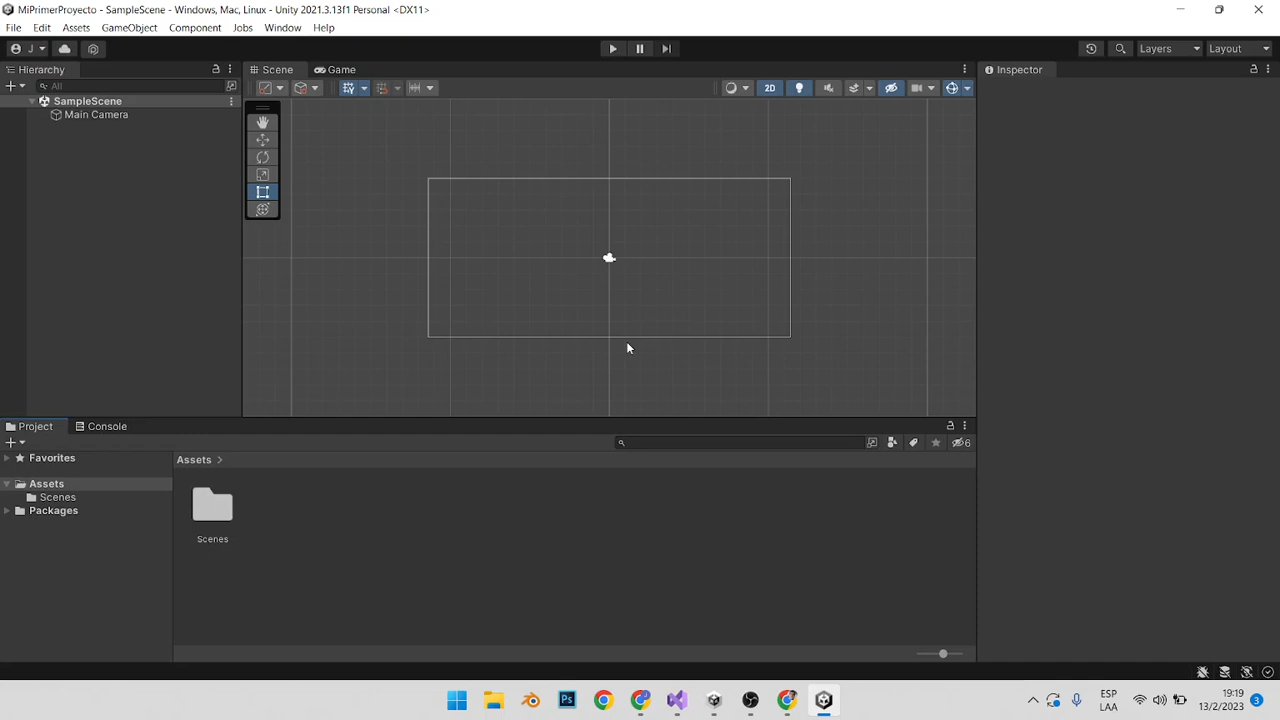 MiPrimerProyecto - SampleScene - Windows, Mac, Linux - Unity 2021.3.13f1 Personal <DX11>
File Edit Assets GameObject Component Jobs Window Help
J Layers Layout
Hierarchy Scene Game Inspector
All 2D
SampleScene
Main Camera
Project Console
6
Favorites Assets >
Assets
Scenes
Packages
Scenes
Ps ESP 19:19
LAA 13/2/2023 3